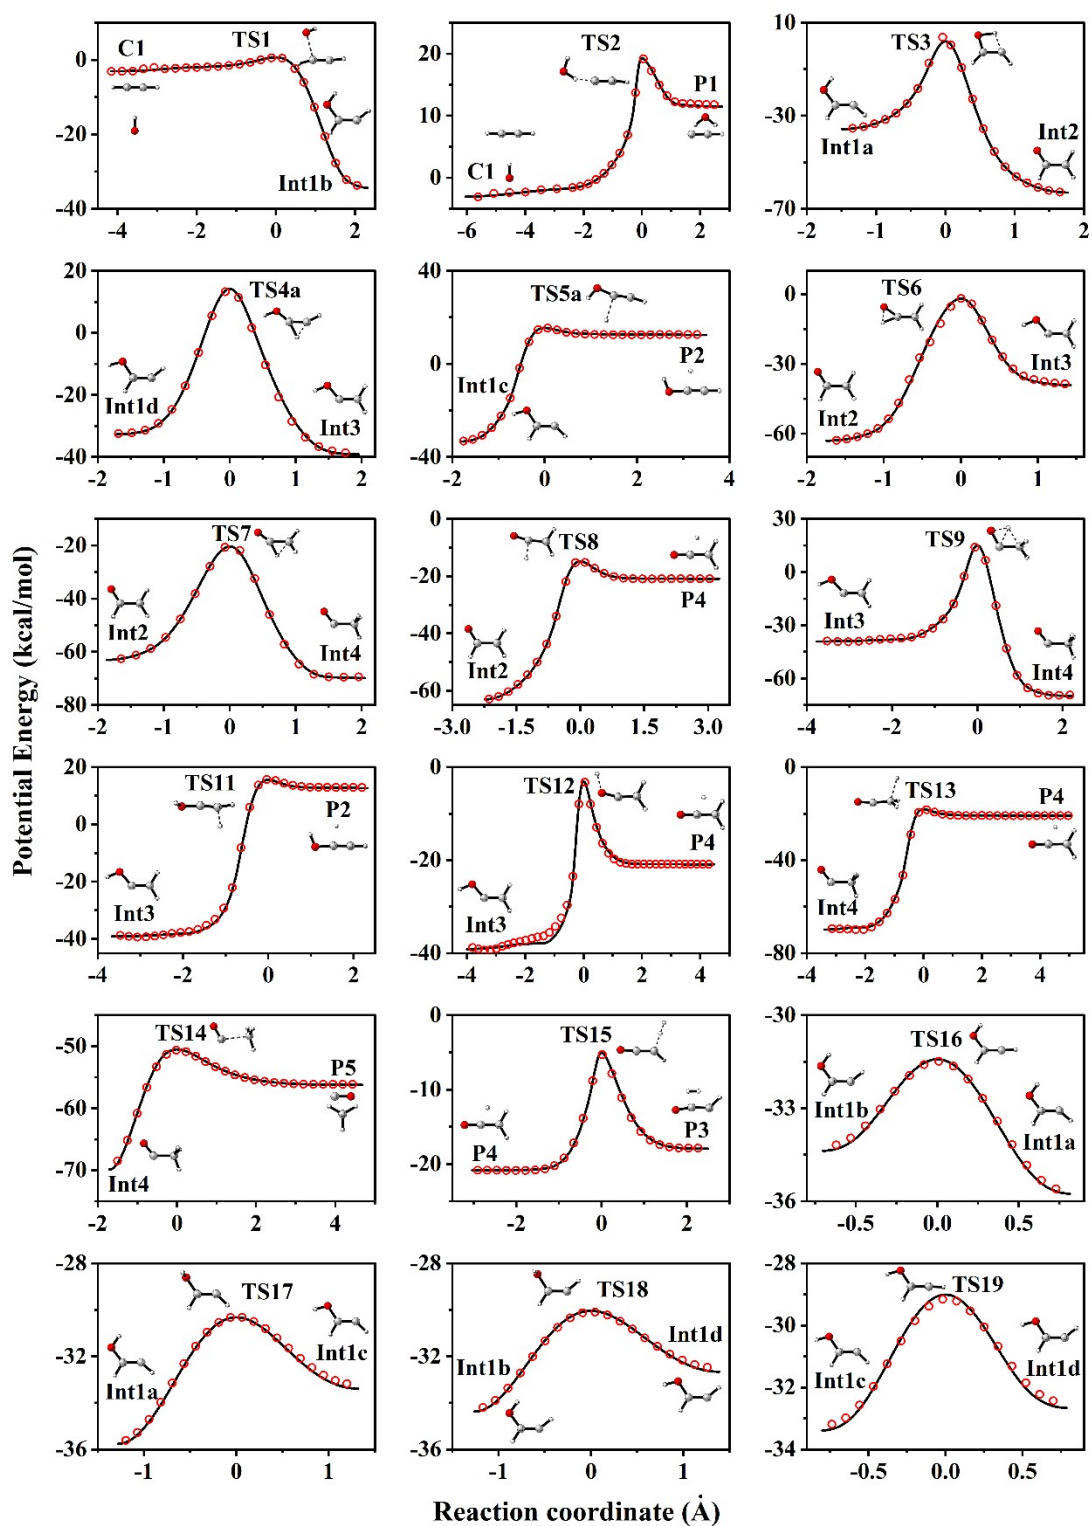 Potential Energy (kcal/mol)
0
-20
-40
-4
-2
0
2
C1
TS1
Int1b
20
10
0
-6
-4
-2
0
2
C1
TS2
P1
10
-30
-70
-2
-1
0
1
2
Int1a
TS3
Int2
20
0
-20
-40
-2
-1
0
1
2
Int1d
TS4a
Int3
40
0
-40
-2
0
2
4
Int1c
TS5a
P2
0
-30
-60
-2
-1
0
1
Int2
TS6
Int3
-20
-40
-60
-80
-2
-1
0
1
2
Int2
TS7
Int4
0
-20
-40
-60
-3.0
-1.5
0.0
1.5
3.0
Int2
TS8
P4
30
15
0
-15
-30
-45
-60
-4
-2
0
2
Int3
TS9
Int4
20
0
-20
-40
-4
-2
0
2
Int3
TS11
P2
0
-20
-40
-4
-2
0
2
4
Int3
TS12
P4
0
-40
-80
-4
-2
0
2
4
Int4
TS13
P4
-50
-60
-70
-2
0
2
4
Int4
TS14
P5
0
-5
-10
-15
-20
-2
0
2
P4
TS15
P3
-30
-33
-36
-0.5
0.0
0.5
Int1b
TS16
Int1a
-28
-32
-36
-1
0
1
Int1a
TS17
Int1c
-28
-32
-36
-1
0
1
Int1b
TS18
Int1d
-28
-30
-32
-34
-0.5
0.0
0.5
Int1c
TS19
Int1d
Reaction coordinate (Ȧ)